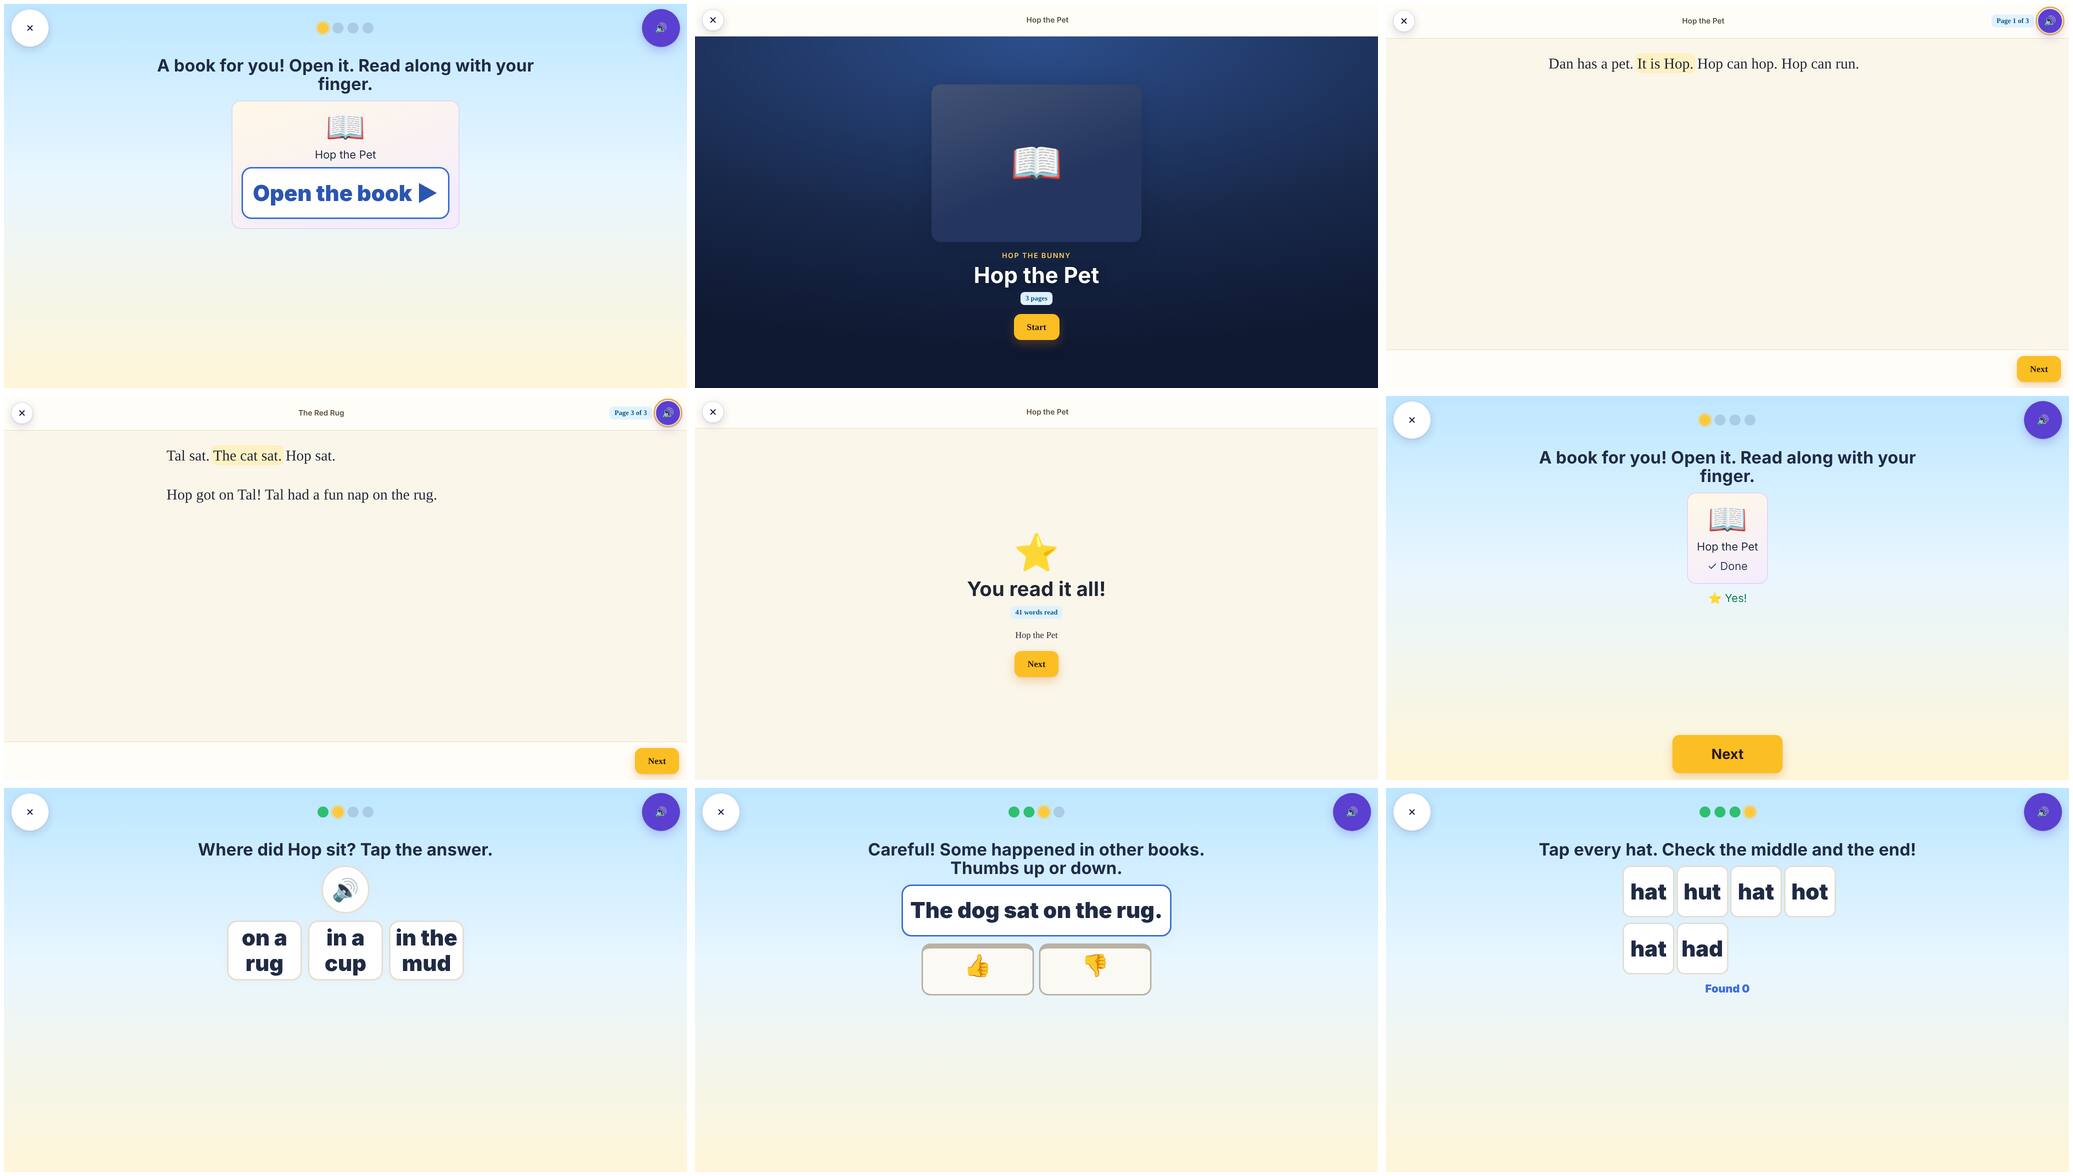 A book for you! Open it. Read along with your
finger.
Hop the Pet
Open the book ▶
Hop the Pet
HOP THE BUNNY
Hop the Pet
3 pages
Start
Hop the Pet
Page 1 of 3
Dan has a pet. It is Hop. Hop can hop. Hop can run.
Next
The Red Rug
Page 3 of 3
Tal sat. The cat sat. Hop sat.
Hop got on Tal! Tal had a fun nap on the rug.
Next
Hop the Pet
You read it all!
41 words read
Hop the Pet
Next
A book for you! Open it. Read along with your
finger.
Hop the Pet
✓ Done
⭐ Yes!
Next
Where did Hop sit? Tap the answer.
on a
rug
in a
cup
in the
mud
Careful! Some happened in other books.
Thumbs up or down.
The dog sat on the rug.
Tap every hat. Check the middle and the end!
hat hut hat hot
hat had
Found 0